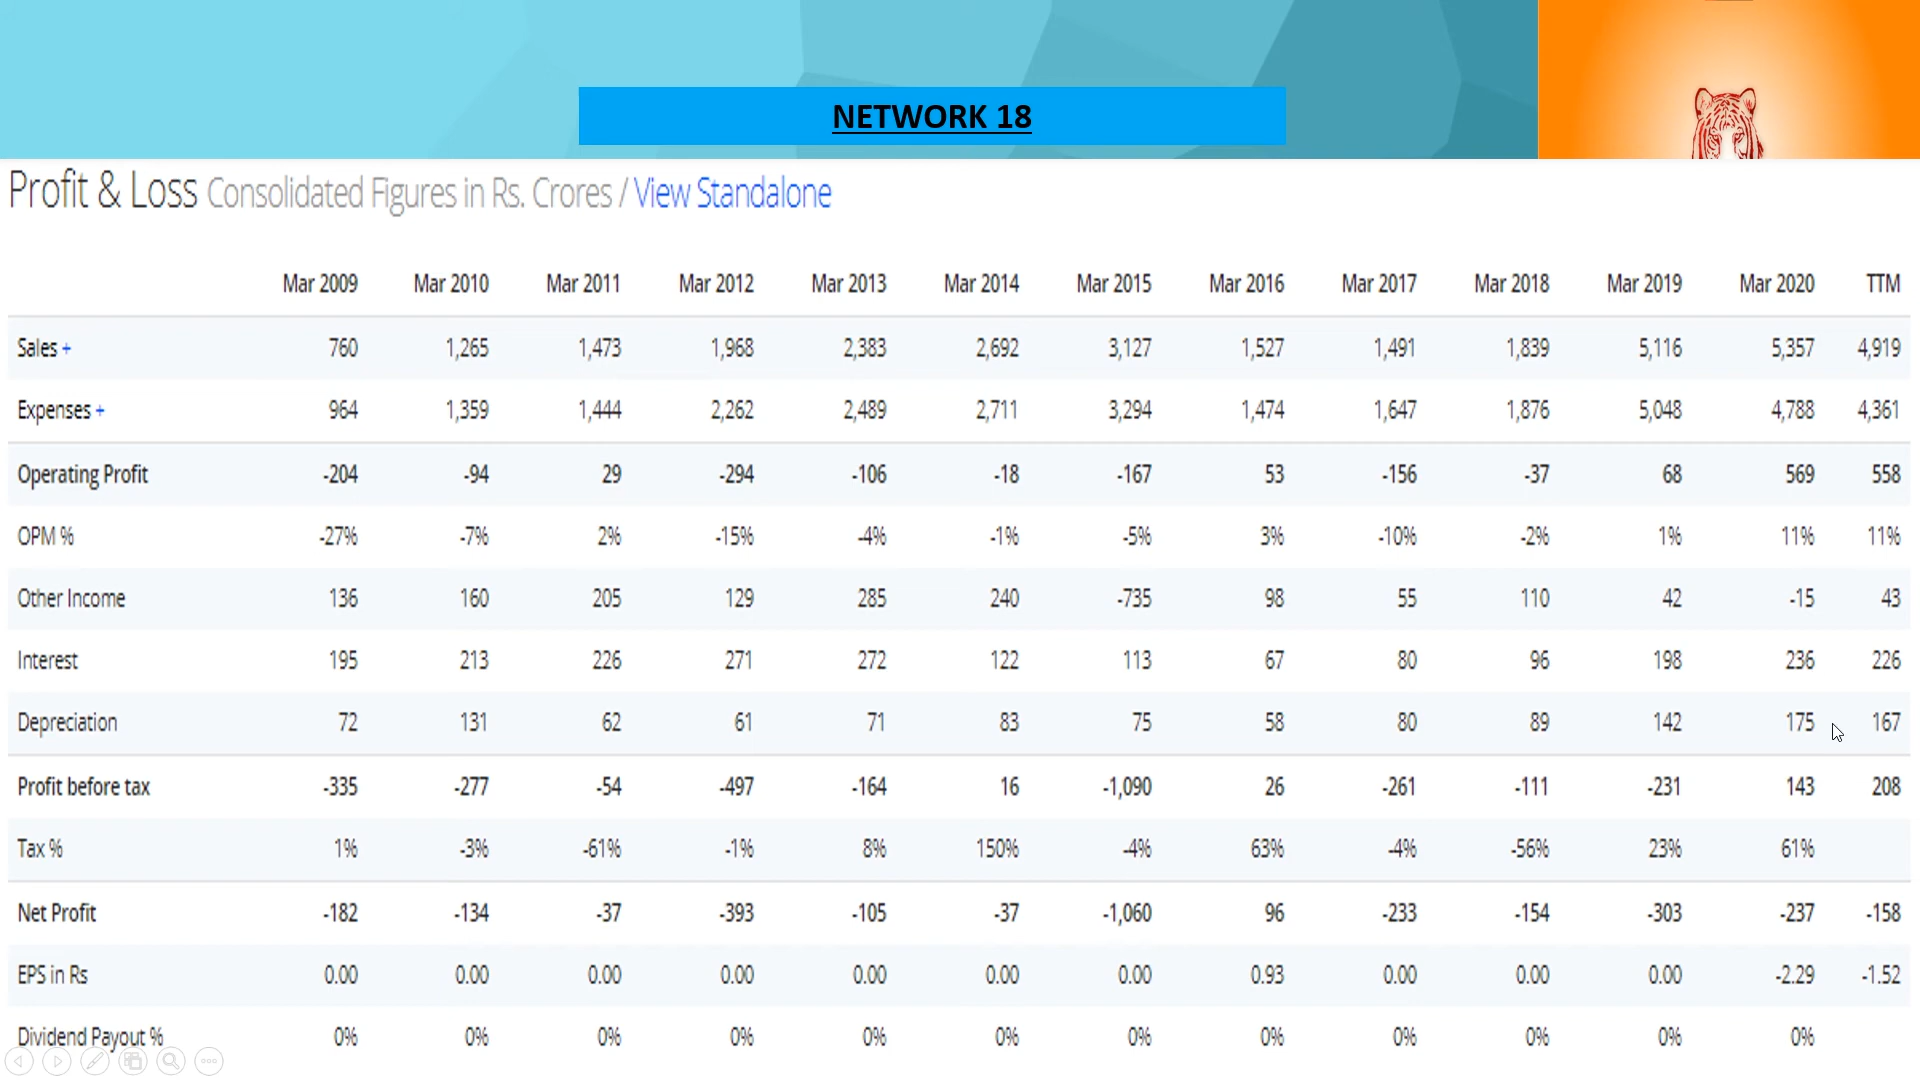 NETWORK 18
Profit & Loss Consolidated Figures in Rs. Crores / View Standalone
Mar 2009 Mar 2010 Mar 2011 Mar 2012 Mar 2013 Mar 2014 Mar 2015 Mar 2016 Mar 2017 Mar 2018 Mar 2019 Mar 2020 TTM
Sales + 760 1,265 1,473 1,968 2,383 2,692 3,127 1,527 1,491 1,839 5,116 5,357 4,919
Expenses + 964 1,359 1,444 2,262 2,489 2,711 3,294 1,474 1,647 1,876 5,048 4,788 4,361
Operating Profit -204 -94 29 -294 -106 -18 -167 53 -156 -37 68 569 558
OPM % -27% -7% 2% -15% -4% -1% -5% 3% -10% -2% 1% 11% 11%
Other Income 136 160 205 129 285 240 -735 98 55 110 42 -15 43
Interest 195 213 226 271 272 122 113 67 80 96 198 236 226
Depreciation 72 131 62 61 71 83 75 58 80 89 142 175 167
Profit before tax -335 -277 -54 -497 -164 16 -1,090 26 -261 -111 -231 143 208
Tax % 1% -3% -61% -1% 8% 150% -4% 63% -4% -56% 23% 61%
Net Profit -182 -134 -37 -393 -105 -37 -1,060 96 -233 -154 -303 -237 -158
EPS in Rs 0.00 0.00 0.00 0.00 0.00 0.00 0.00 0.93 0.00 0.00 0.00 -2.29 -1.52
Dividend Payout % 0% 0% 0% 0% 0% 0% 0% 0% 0% 0% 0% 0%